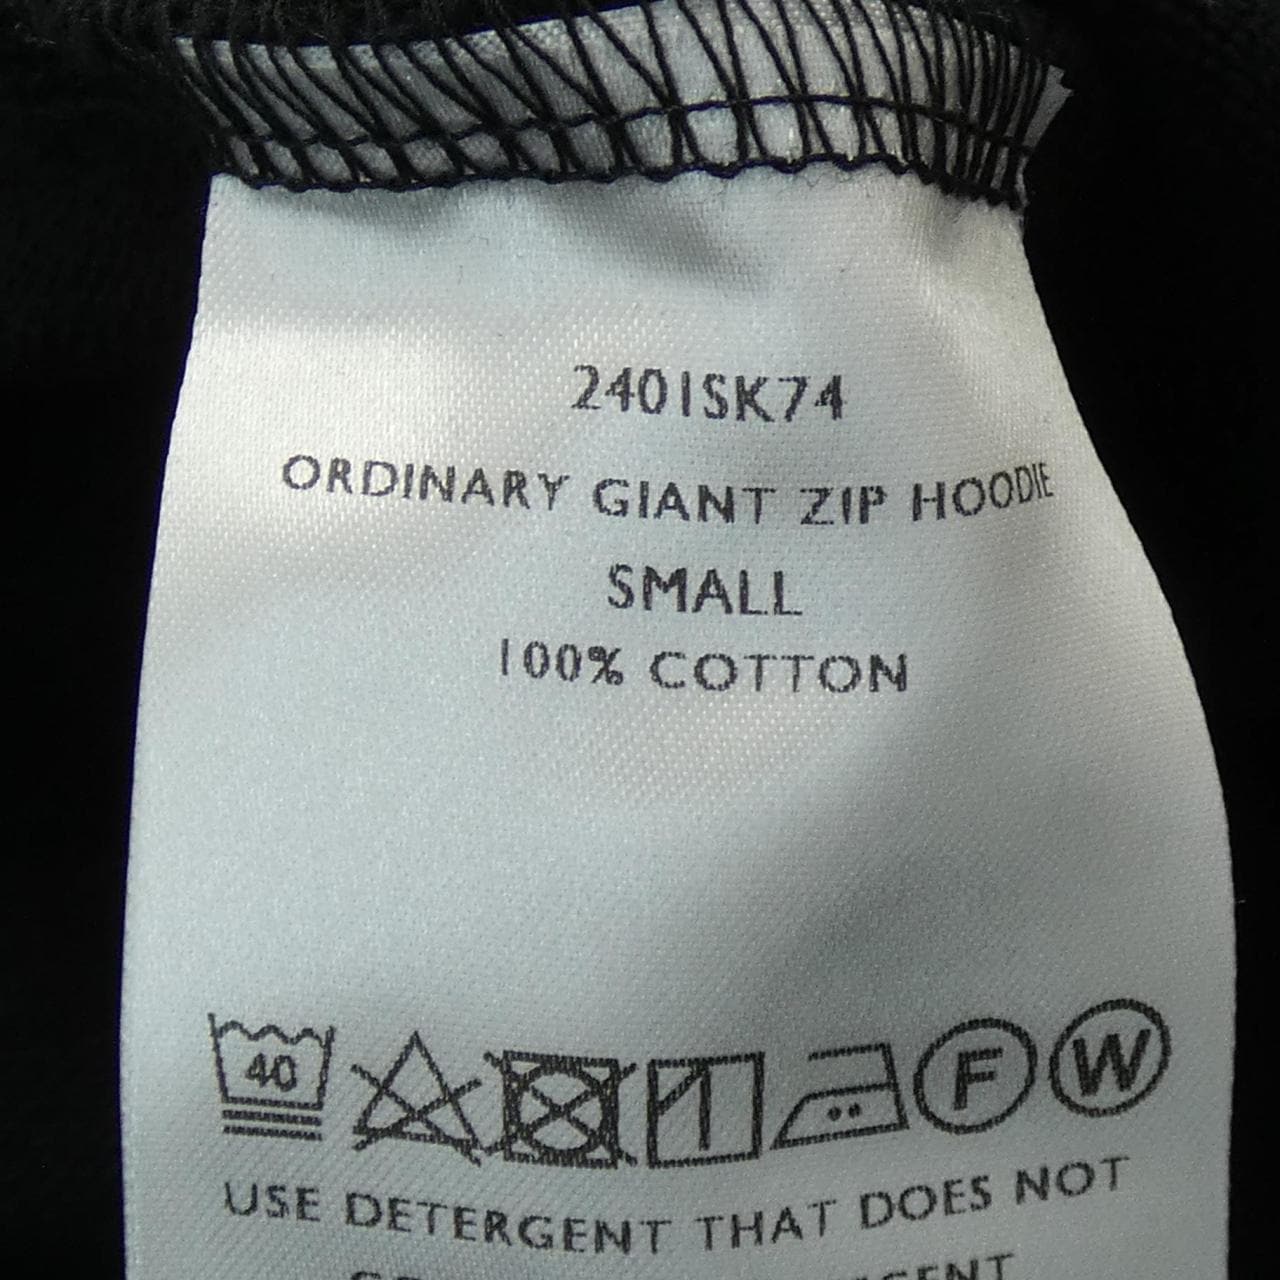 2401SK74
ORDINARY GIANT ZIP HOODIE
SMALL
100% COTTON
40 F W
USE DETERGENT THAT DOES NOT